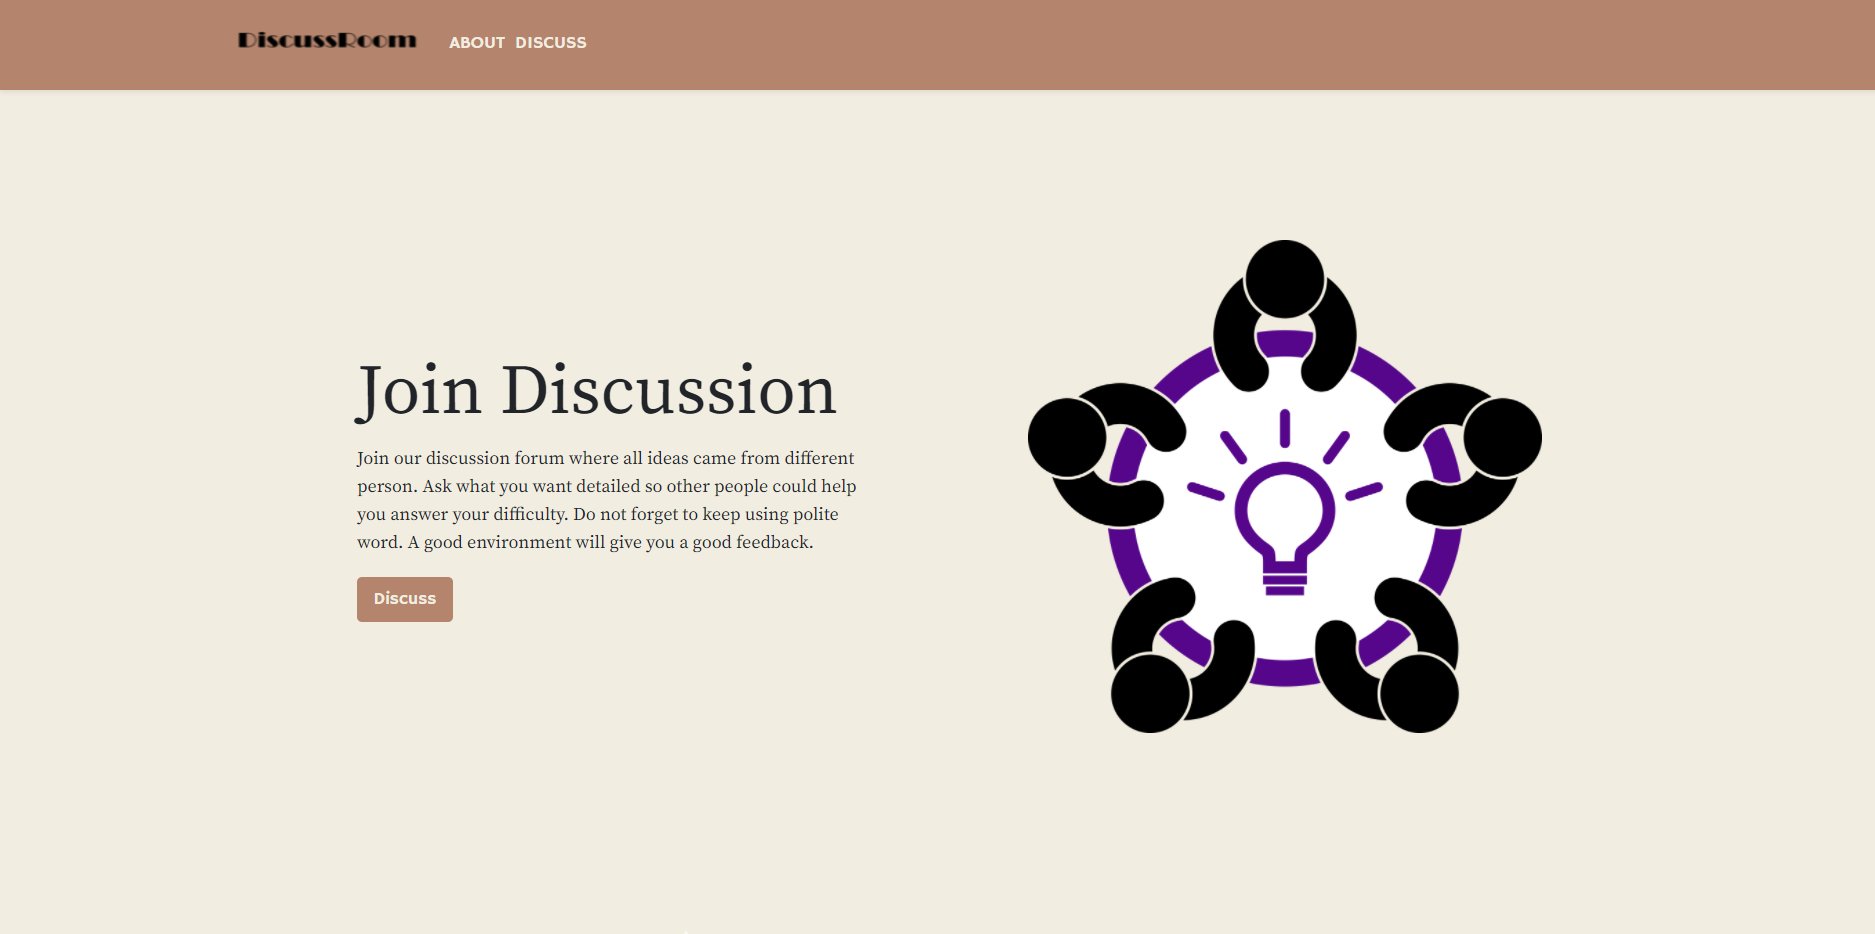 DiscussRoom ABOUT DISCUSS
Join Discussion
Join our discussion forum where all ideas came from different
person. Ask what you want detailed so other people could help
you answer your difficulty. Do not forget to keep using polite
word. A good environment will give you a good feedback.
Discuss